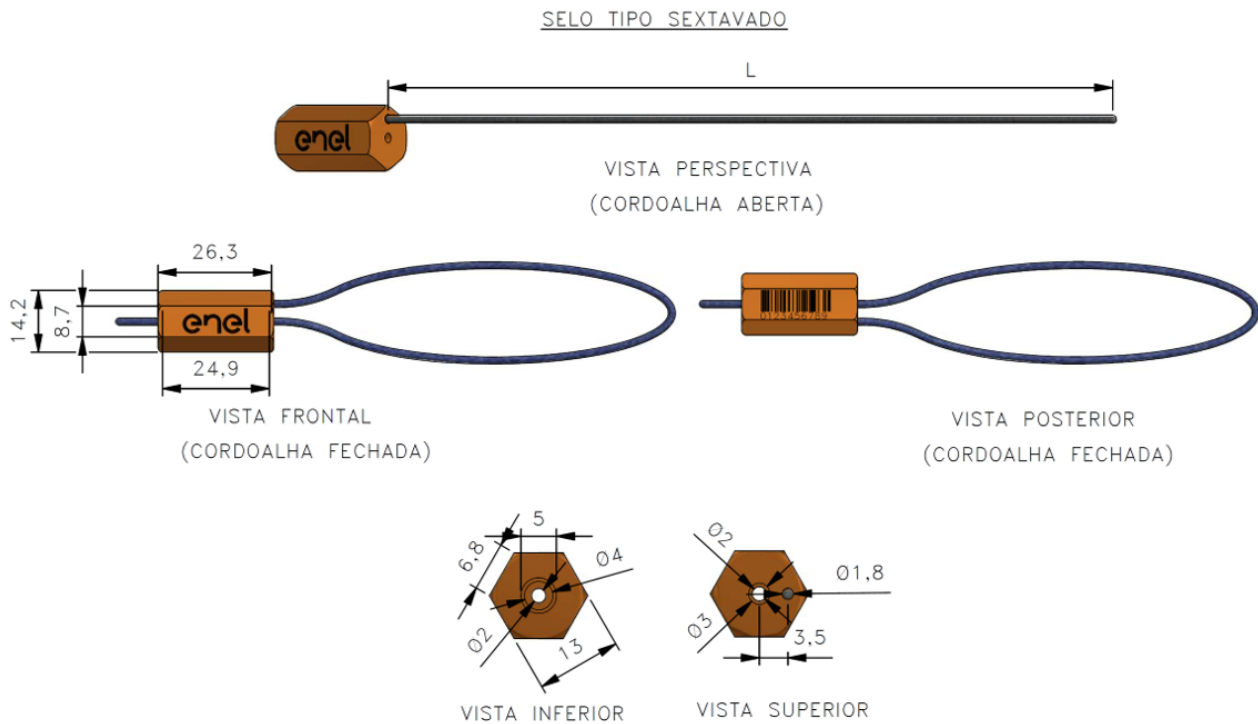 SELO TIPO SEXTAVADO
L
enel
VISTA PERSPECTIVA
(CORDOALHA ABERTA)
26,3
14,2
8,7
enel
24,9
VISTA FRONTAL
(CORDOALHA FECHADA)
0123456789
VISTA POSTERIOR
(CORDOALHA FECHADA)
5
6,8
Ø4
Ø2
13
VISTA INFERIOR
Ø2
Ø1,8
Ø3
3,5
VISTA SUPERIOR